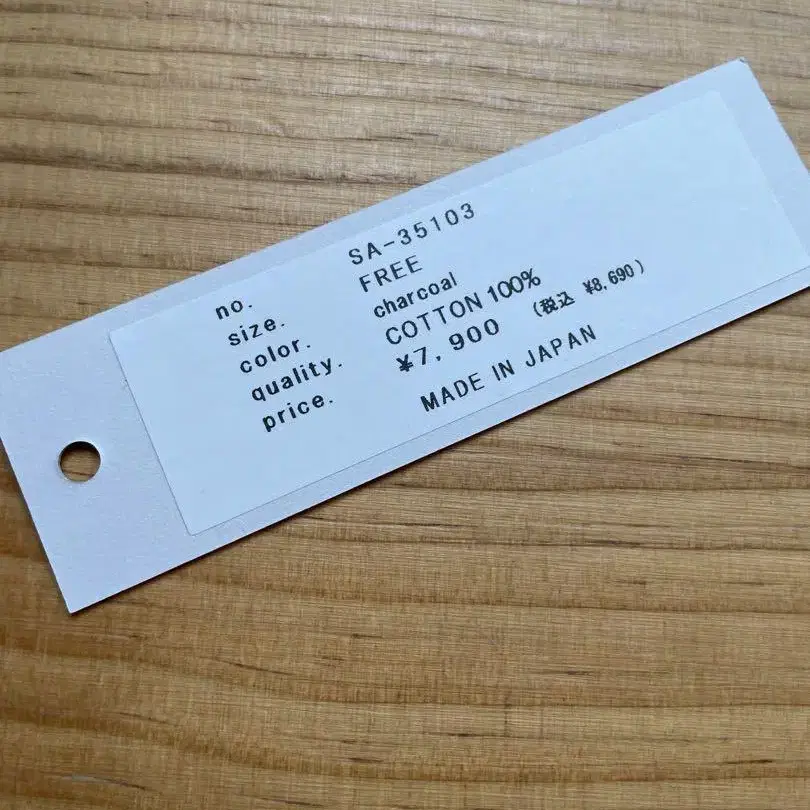 no. SA-35103
size. FREE
color. charcoal
quality. COTTON 100%
price. ¥7,900 (税込 ¥8,690)
MADE IN JAPAN